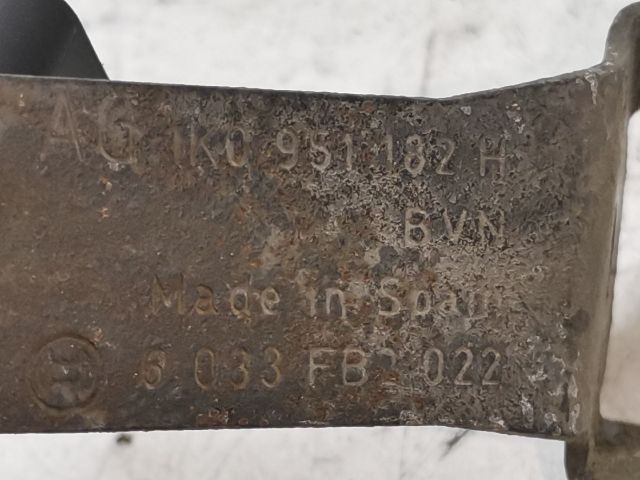 AG 1K0 951 182 H
BVN
Made in Spain
6 033 FB2 022